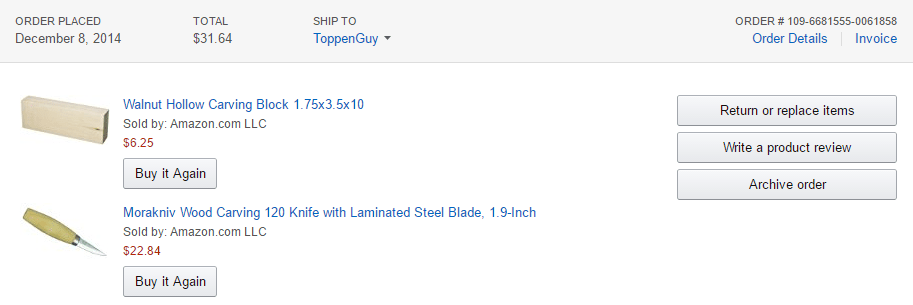 ORDER PLACED
December 8, 2014
TOTAL
$31.64
SHIP TO
ToppenGuy
ORDER # 109-6681555-0061858
Order Details
Invoice
Walnut Hollow Carving Block 1.75x3.5x10
Sold by: Amazon.com LLC
$6.25
Buy it Again
Morakniv Wood Carving 120 Knife with Laminated Steel Blade, 1.9-Inch
Sold by: Amazon.com LLC
$22.84
Buy it Again
Return or replace items
Write a product review
Archive order